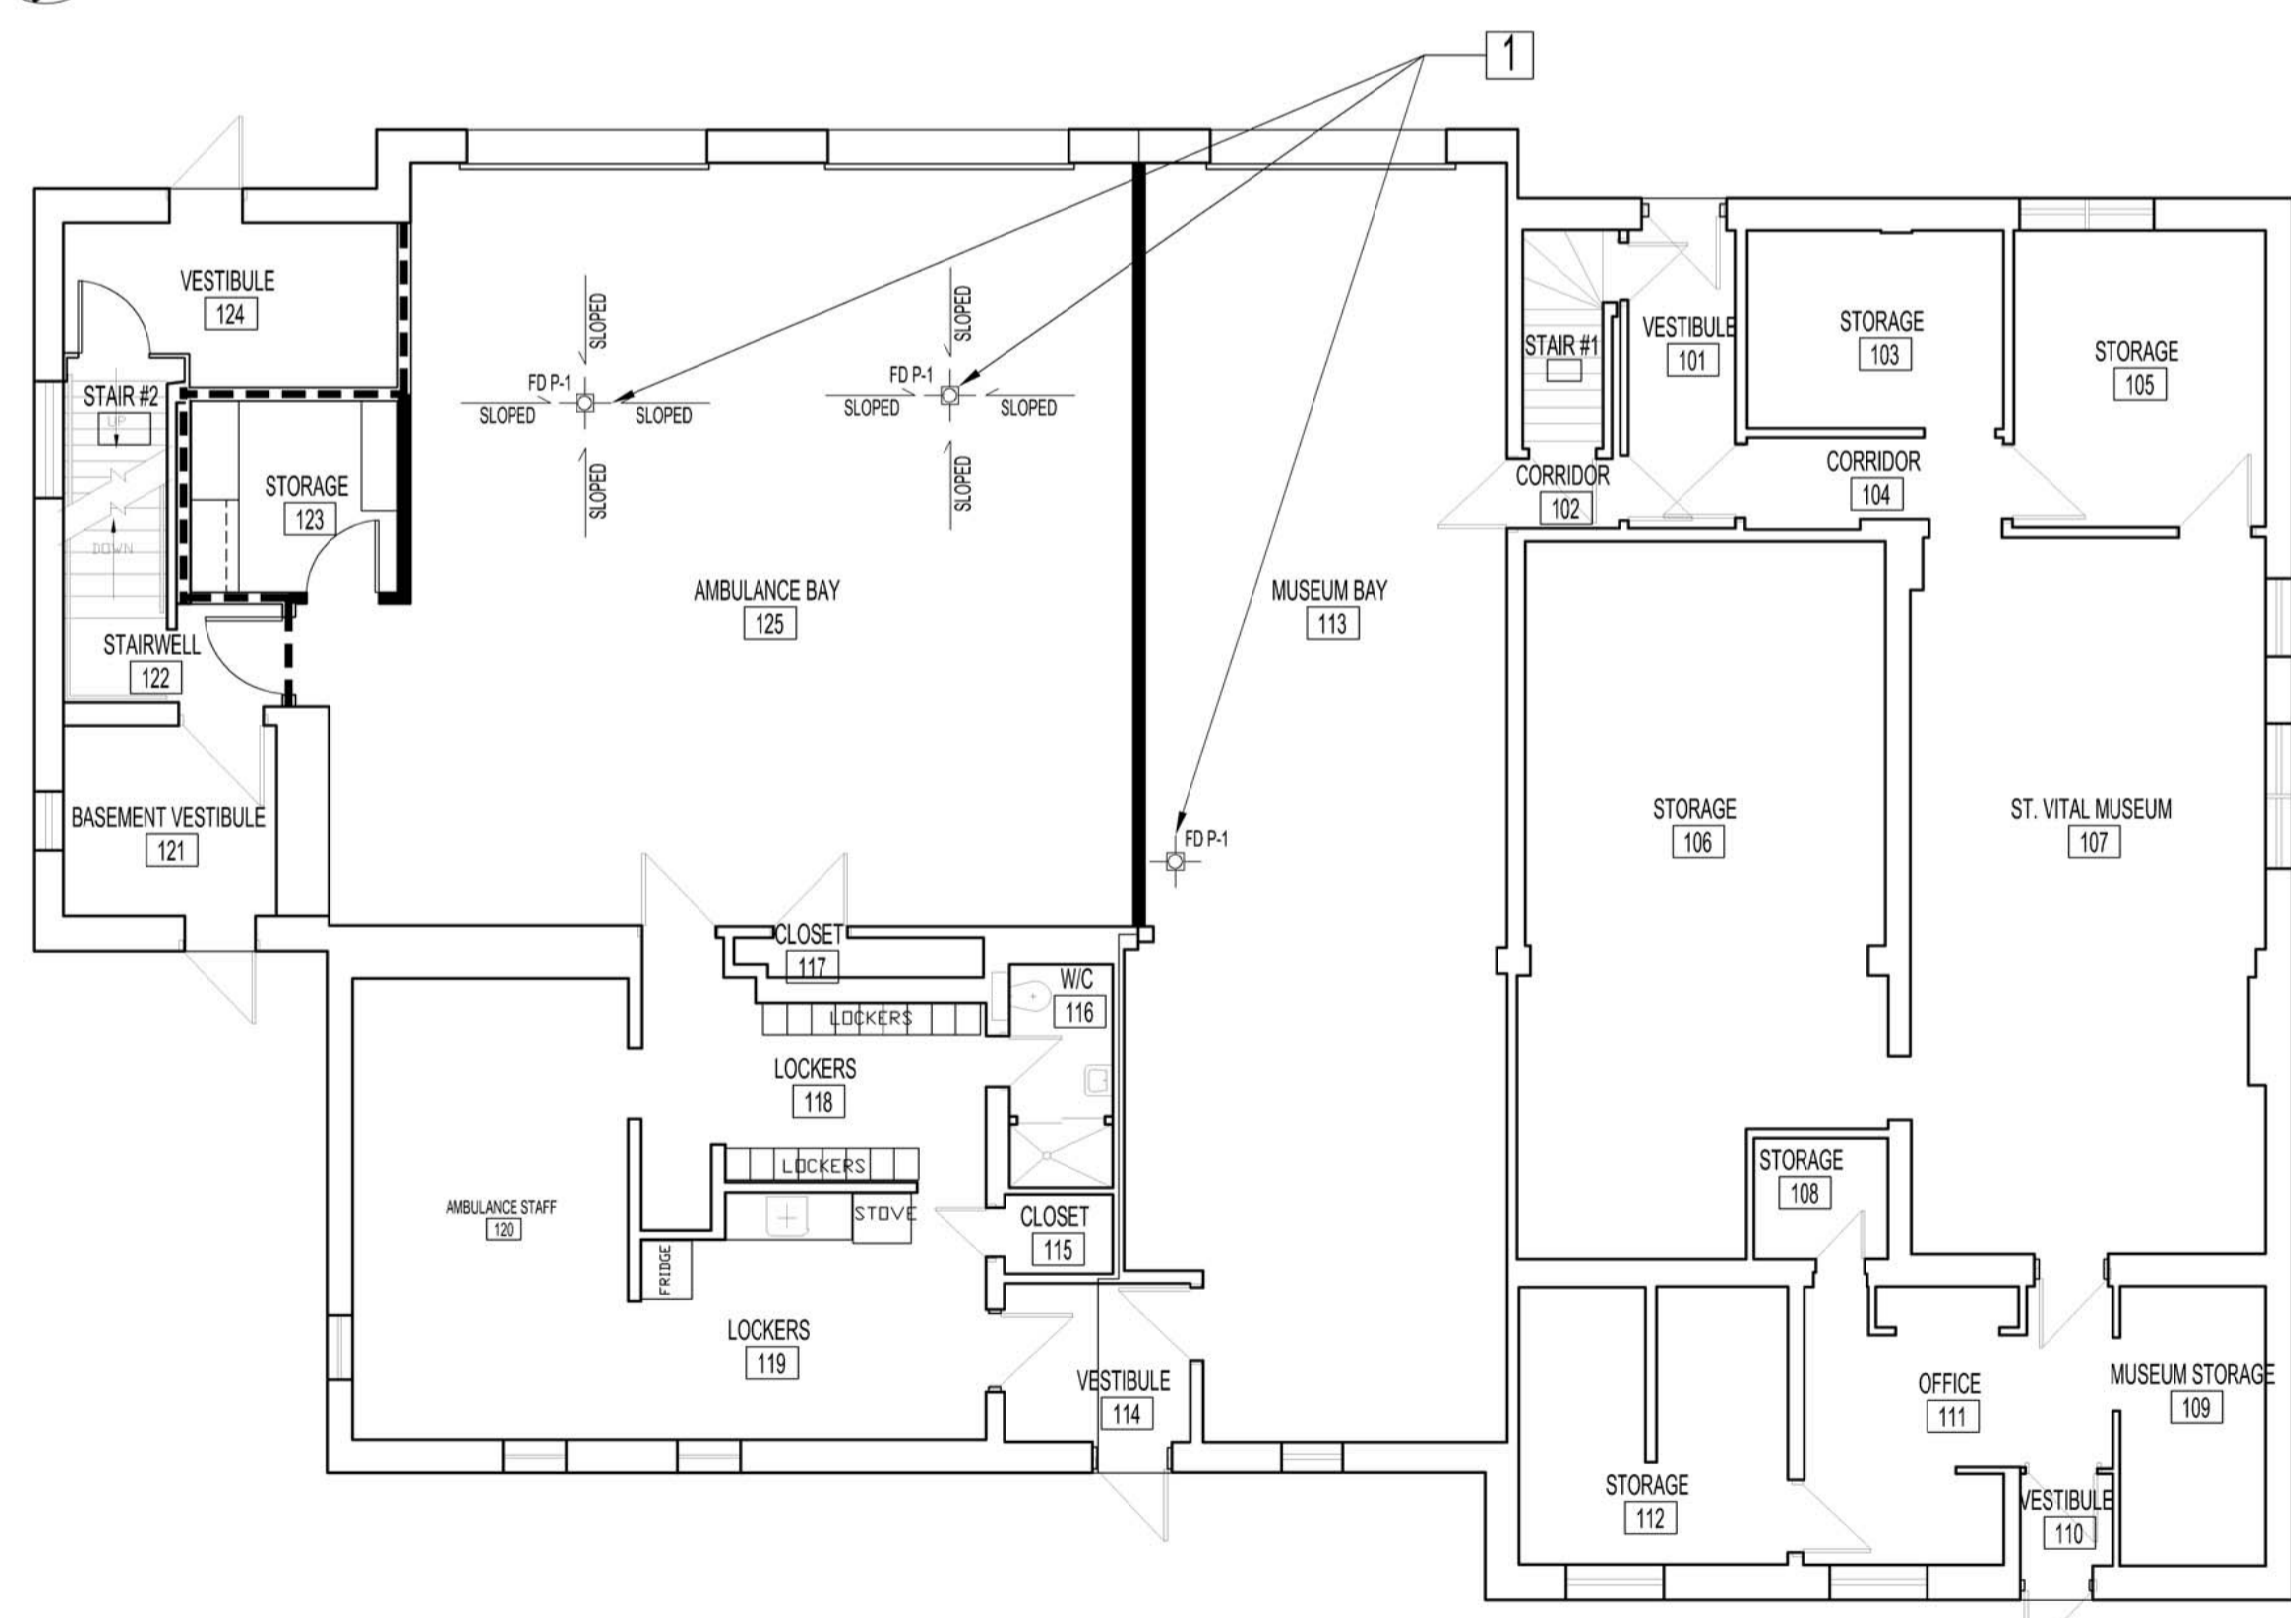 1
VESTIBULE
124
SLOPED
SLOPED
FD P-1
SLOPED
SLOPED
SLOPED
FD P-1
SLOPED
SLOPED
SLOPED
STAIR #1
VESTIBULE
101
STORAGE
103
STORAGE
105
STAIR #2
UP
STORAGE
123
DOWN
CORRIDOR
102
CORRIDOR
104
AMBULANCE BAY
125
MUSEUM BAY
113
STAIRWELL
122
BASEMENT VESTIBULE
121
FD P-1
STORAGE
106
ST. VITAL MUSEUM
107
CLOSET
117
W/C
116
LOCKERS
LOCKERS
118
LOCKERS
AMBULANCE STAFF
120
STOVE
FRIDGE
CLOSET
115
STORAGE
108
LOCKERS
119
VESTIBULE
114
OFFICE
111
MUSEUM STORAGE
109
STORAGE
112
VESTIBULE
110